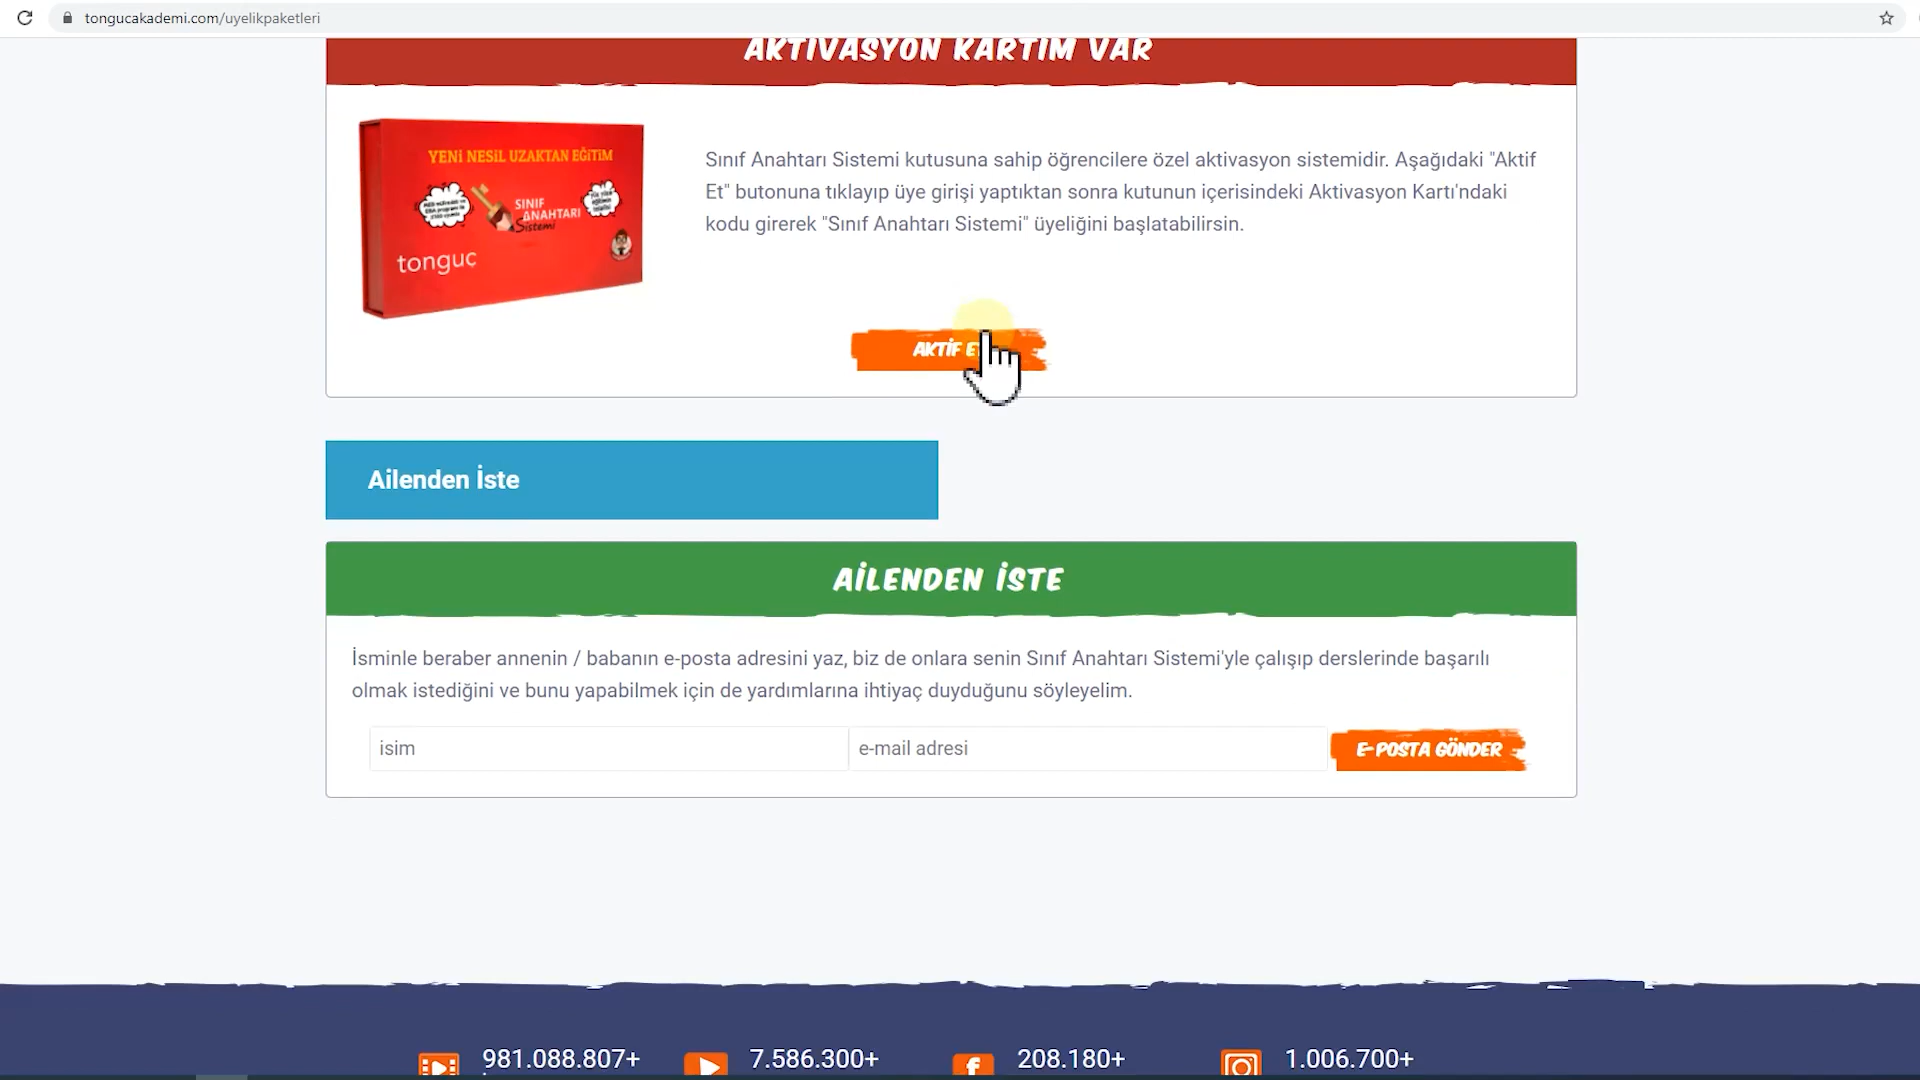 tongucakademi.com/uyelikpaketleri
AKTİVASYON KARTIM VAR
YENİ NESİL UZAKTAN EĞİTİM
SINIF
ANAHTARI
Sistemi
tonguç
Sınıf Anahtarı Sistemi kutusuna sahip öğrencilere özel aktivasyon sistemidir. Aşağıdaki "Aktif
Et" butonuna tıklayıp üye girişi yaptıktan sonra kutunun içerisindeki Aktivasyon Kartı'ndaki
kodu girerek "Sınıf Anahtarı Sistemi" üyeliğini başlatabilirsin.
AKTİF
Ailenden İste
AİLENDEN İSTE
İsminle beraber annenin / babanın e-posta adresini yaz, biz de onlara senin Sınıf Anahtarı Sistemi'yle çalışıp derslerinde başarılı
olmak istediğini ve bunu yapabilmek için de yardımlarına ihtiyaç duyduğunu söyleyelim.
isim e-mail adresi E-POSTA GÖNDER
981.088.807+ 7.586.300+ 208.180+ 1.006.700+